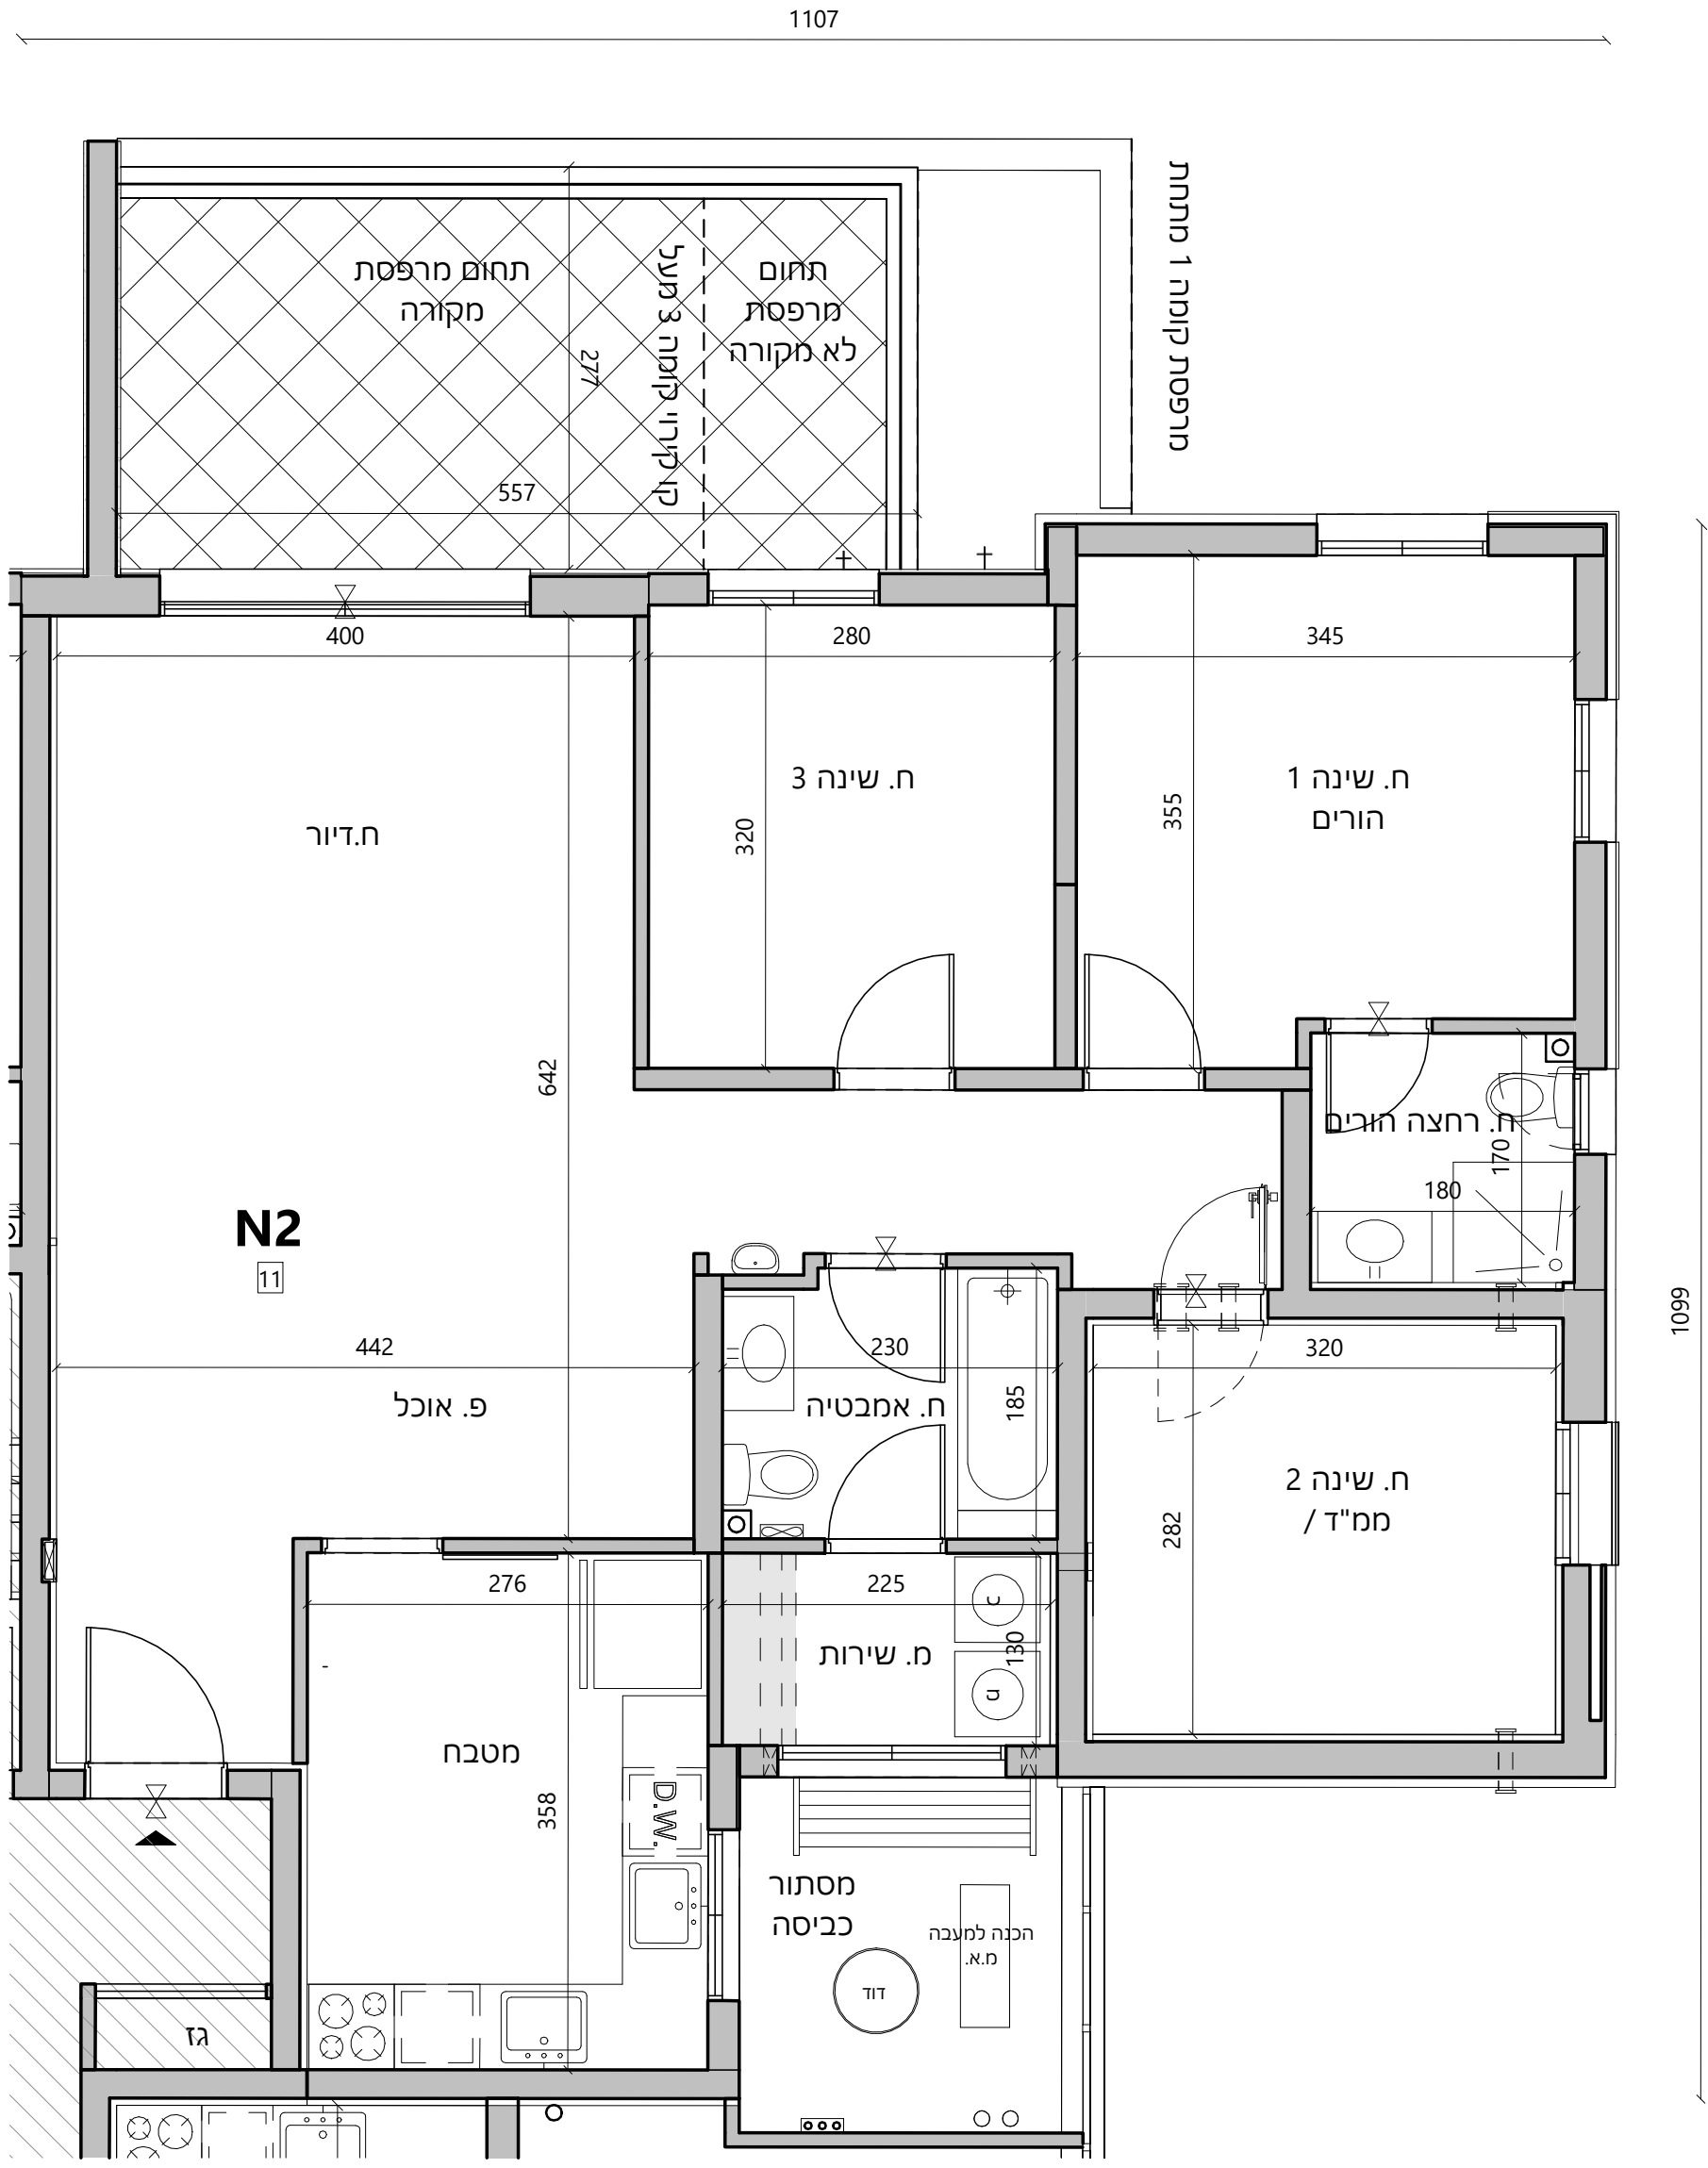 1107
מרפסת קומה 1 מתחת
תחום מרפסת
מקורה
קו קירוי קומה 3 מעל
תחום
מרפסת
לא מקורה
277
557
400
280
345
ח. שינה 3
ח. שינה 1
הורים
320
355
ח.דיור
642
ח. רחצה הורים
170
180
N2
11
1099
442
230
320
פ. אוכל
ח. אמבטיה
185
ח. שינה 2
/ ממ"ד
282
276
225
מ. שירות
130
מטבח
358
D.W.
מסתור
כביסה
הכנה למעבה
מ.א.
דוד
גז